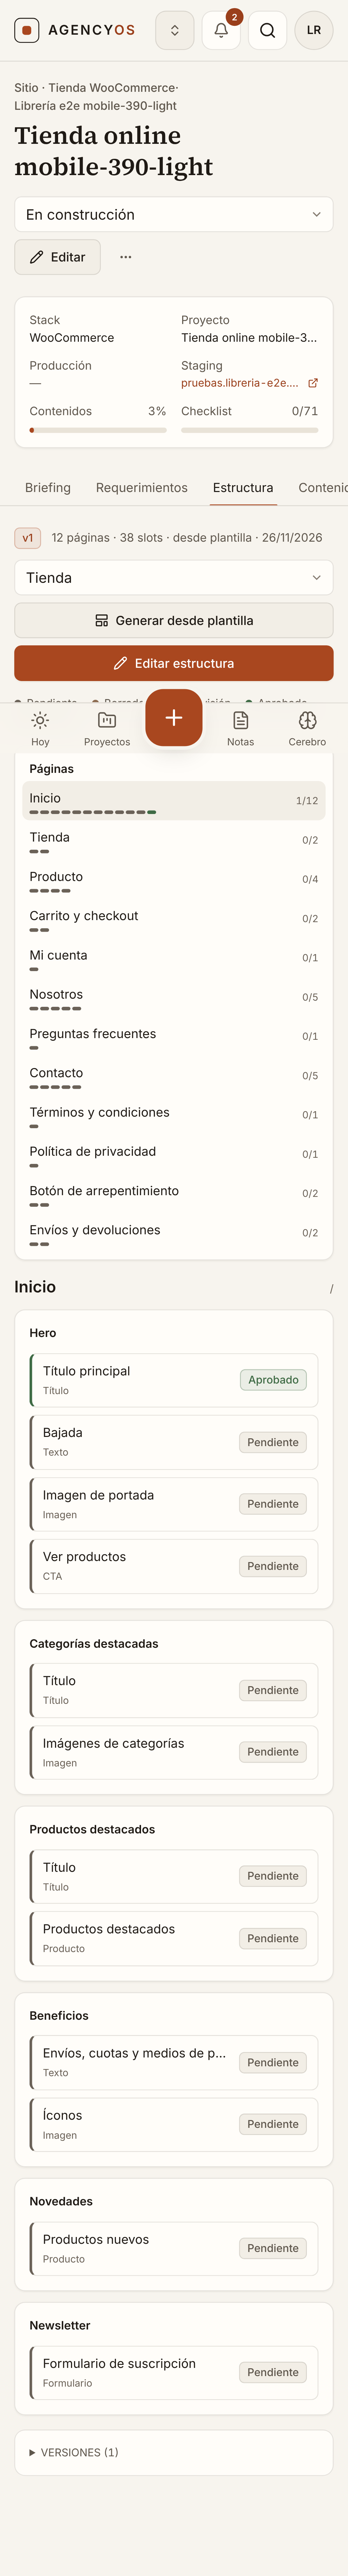 AGENCYOS
2
LR
Sitio · Tienda WooCommerce·
Librería e2e mobile-390-light
Tienda online
mobile-390-light
En construcción
Editar
Stack
Proyecto
WooCommerce
Tienda online mobile-3...
Producción
Staging
—
pruebas.libreria-e2e....
Contenidos
3%
Checklist
0/71
Briefing
Requerimientos
Estructura
v1
12 páginas · 38 slots · desde plantilla · 26/11/2026
Tienda
Generar desde plantilla
Editar estructura
Hoy
Proyectos
Notas
Cerebro
Páginas
Inicio
1/12
Tienda
0/2
Producto
0/4
Carrito y checkout
0/2
Mi cuenta
0/1
Nosotros
0/5
Preguntas frecuentes
0/1
Contacto
0/5
Términos y condiciones
0/1
Política de privacidad
0/1
Botón de arrepentimiento
0/2
Envíos y devoluciones
0/2
Inicio
/
Hero
Título principal
Título
Aprobado
Bajada
Texto
Pendiente
Imagen de portada
Imagen
Pendiente
Ver productos
CTA
Pendiente
Categorías destacadas
Título
Título
Pendiente
Imágenes de categorías
Imagen
Pendiente
Productos destacados
Título
Título
Pendiente
Productos destacados
Producto
Pendiente
Beneficios
Envíos, cuotas y medios de p...
Texto
Pendiente
Íconos
Imagen
Pendiente
Novedades
Productos nuevos
Producto
Pendiente
Newsletter
Formulario de suscripción
Formulario
Pendiente
VERSIONES (1)